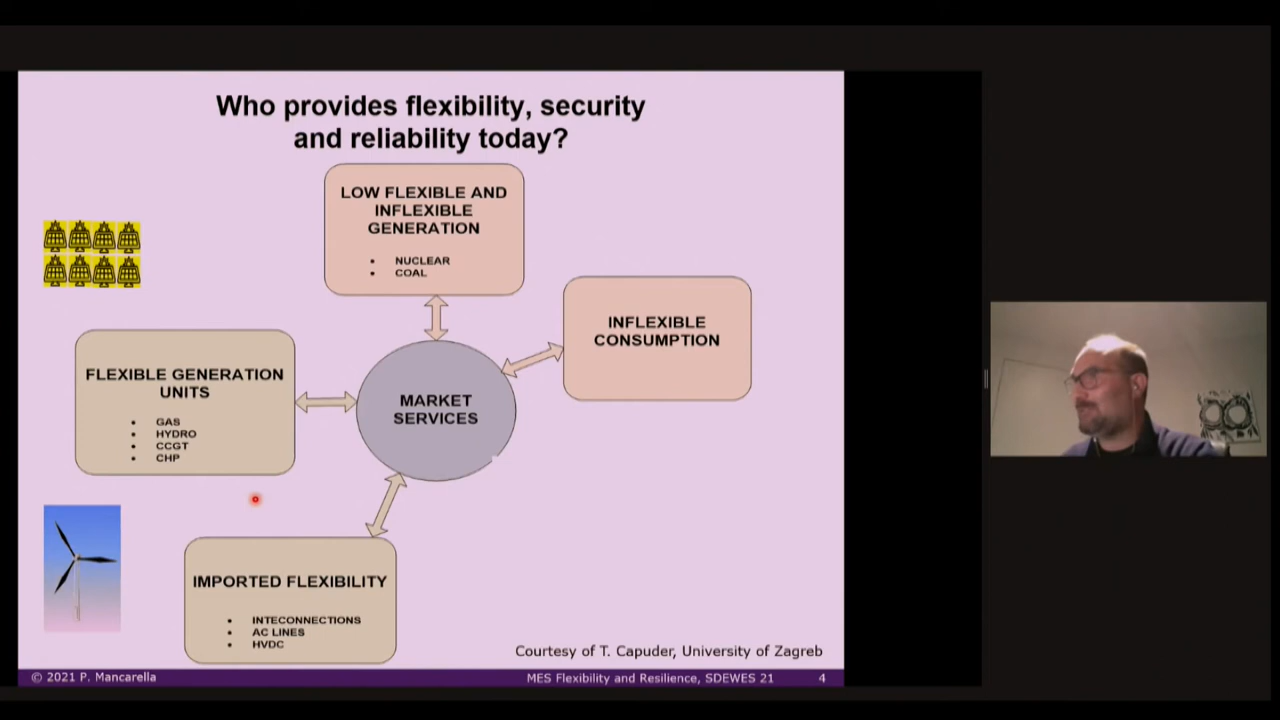 Who provides flexibility, security
and reliability today?
LOW FLEXIBLE AND
INFLEXIBLE
GENERATION
• NUCLEAR
• COAL
INFLEXIBLE
CONSUMPTION
FLEXIBLE GENERATION
UNITS
• GAS
• HYDRO
• CCGT
• CHP
MARKET
SERVICES
IMPORTED FLEXIBILITY
• INTECONNECTIONS
• AC LINES
• HVDC
Courtesy of T. Capuder, University of Zagreb
© 2021 P. Mancarella
MES Flexibility and Resilience, SDEWES 21
4